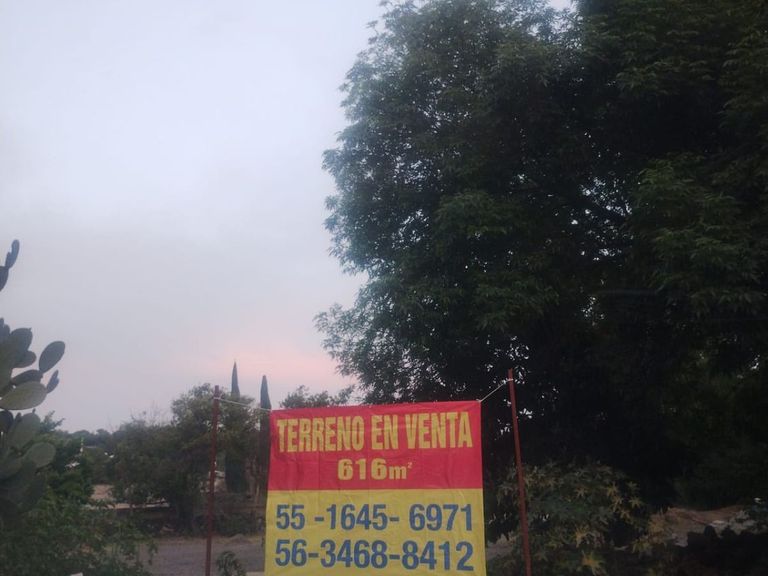 TERRENO EN VENTA
616m²
55 -1645- 6971
56-3468-8412